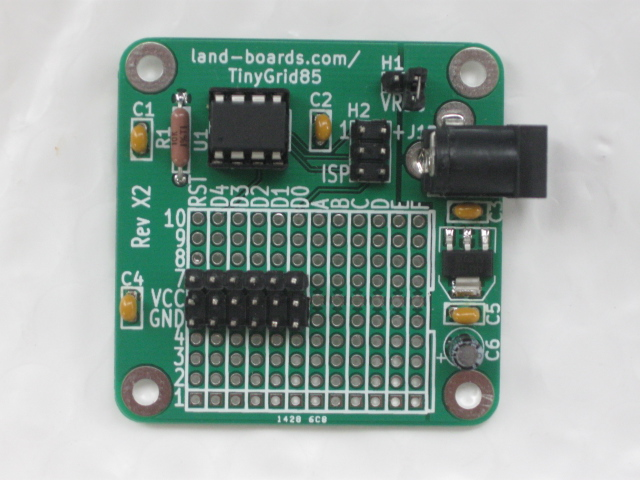 land-boards.com/
TinyGrid85
H1
VR
C1
R1
U1
C2
H2
1
+
J1
ISP
RST
D4
D3
D2
D1
D0
A
B
C
D
E
F
Rev X2
10
9
8
7
VCC
GND
4
3
2
1
C4
C3
C5
+
C6
1428 6C8